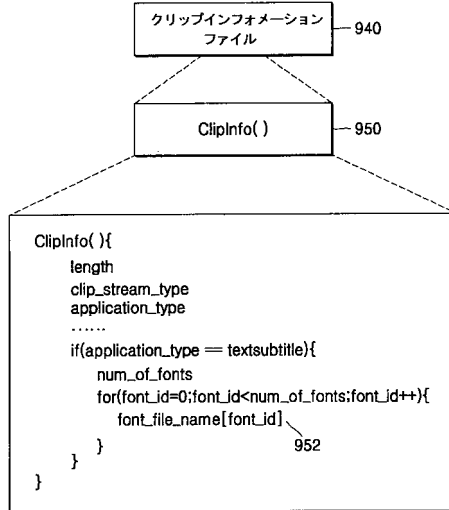 クリップインフォメーション
ファイル
940
ClipInfo( )
950
ClipInfo( ){
length
clip_stream_type
application_type
······
if(application_type == textsubtitle){
num_of_fonts
for(font_id=0;font_id<num_of_fonts;font_id++){
font_file_name[font_id]
952
}
}
}